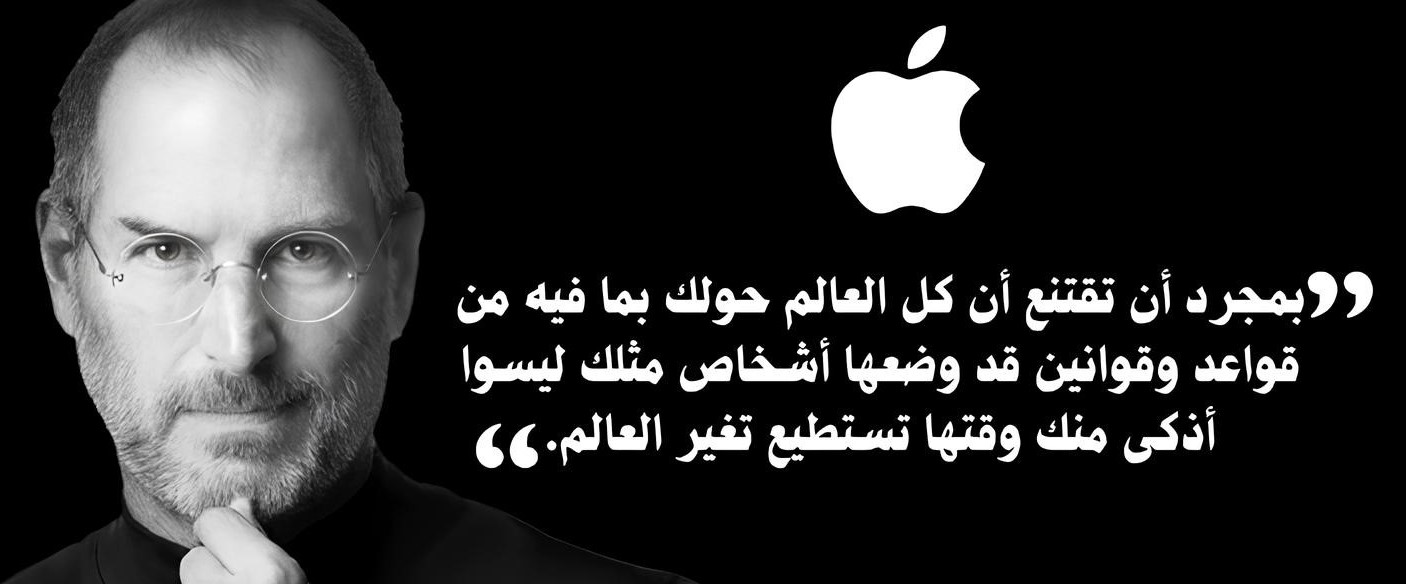 ”بمجرد أن تقتنع أن كل العالم حولك بما فيه من
قواعد وقوانين قد وضعها أشخاص مثلك ليسوا
أذكى منك وقتها تستطيع تغير العالم.“